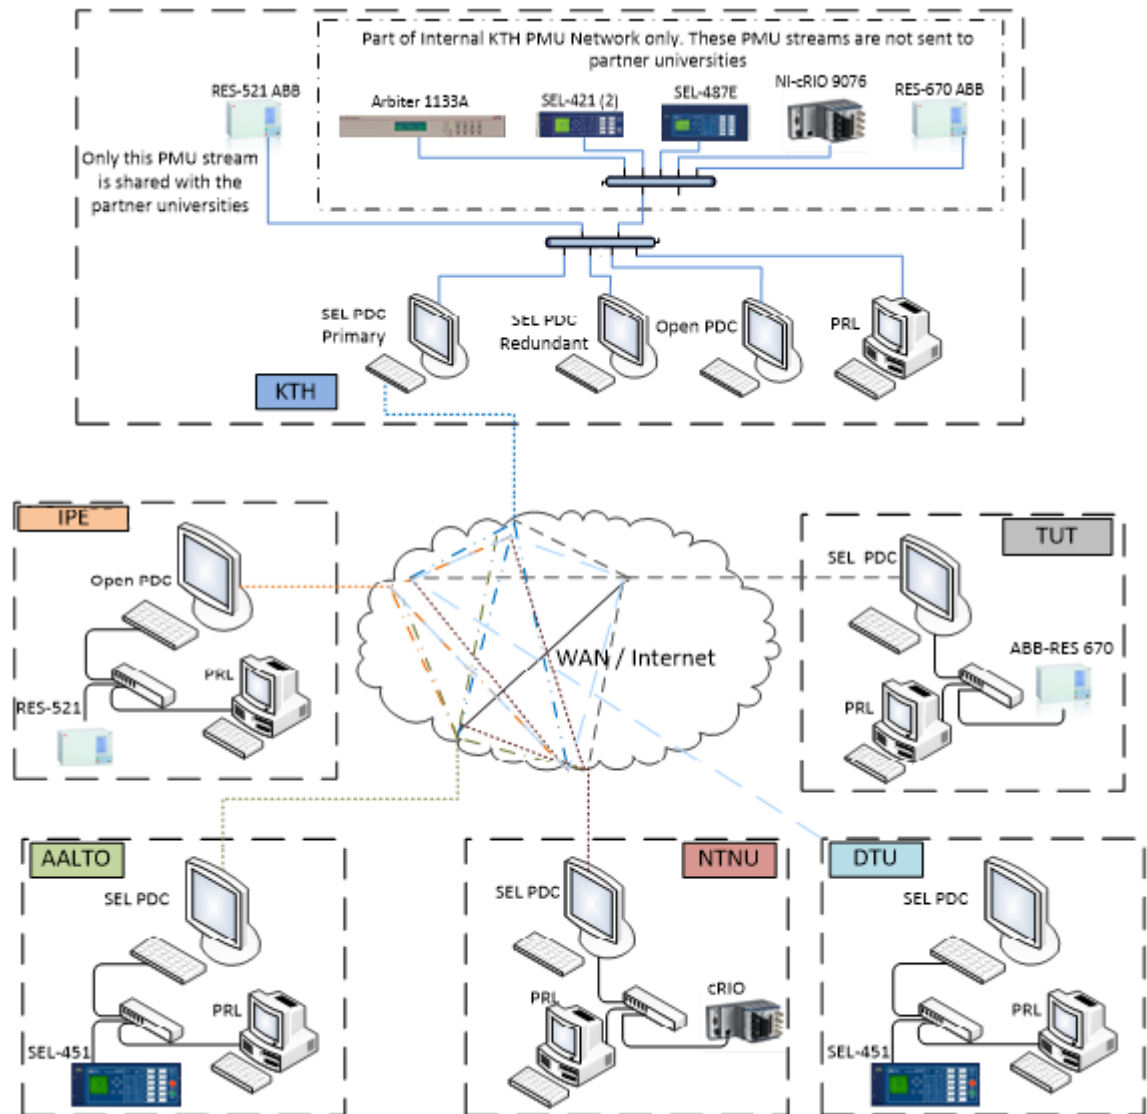 Part of Internal KTH PMU Network only. These PMU streams are not sent to
partner universities
RES-521 ABB
Arbiter 1133A
SEL-421 (2)
SEL-487E
NI-cRIO 9076
RES-670 ABB
Only this PMU stream
is shared with the
partner universities
SEL PDC
Primary
SEL PDC
Redundant
Open PDC
PRL
KTH
IPE
Open PDC
PRL
RES-521
WAN / Internet
TUT
SEL PDC
ABB-RES 670
PRL
AALTO
SEL PDC
PRL
SEL-451
NTNU
SEL PDC
PRL
cRIO
DTU
SEL PDC
PRL
SEL-451